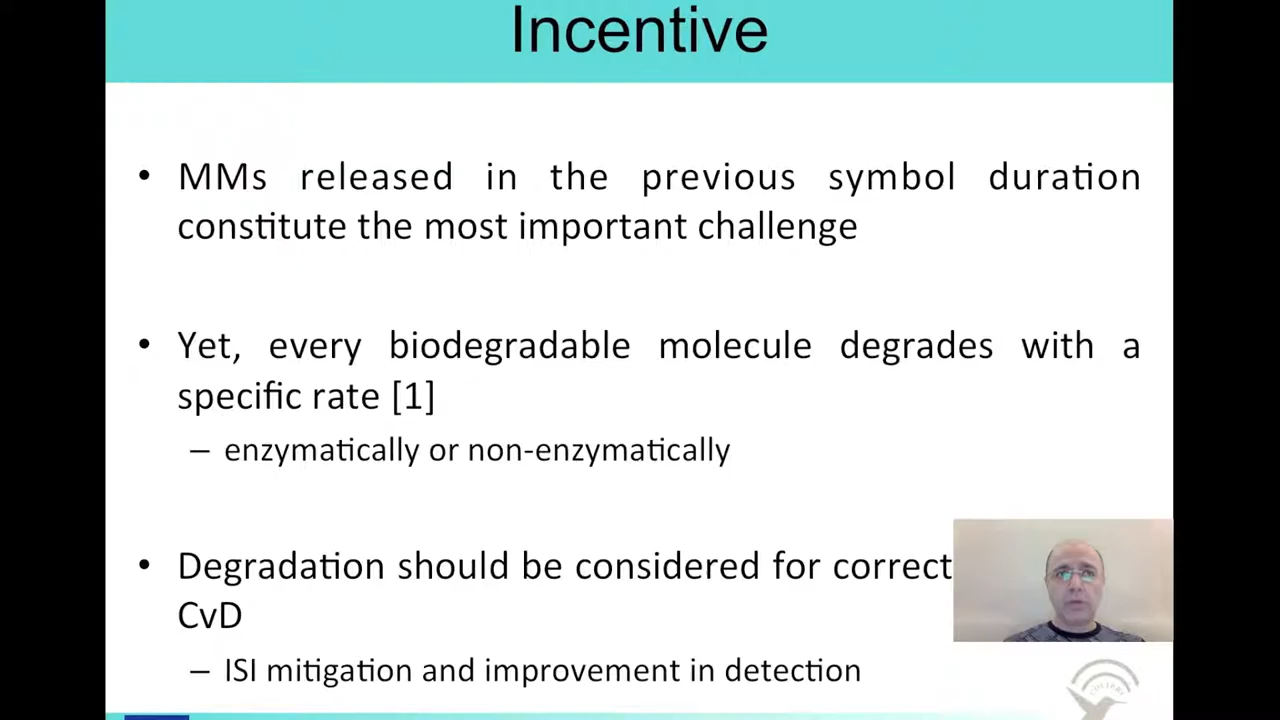 Incentive
• MMs released in the previous symbol duration
constitute the most important challenge
• Yet, every biodegradable molecule degrades with a
specific rate [1]
– enzymatically or non-enzymatically
• Degradation should be considered for correct
CvD
– ISI mitigation and improvement in detection